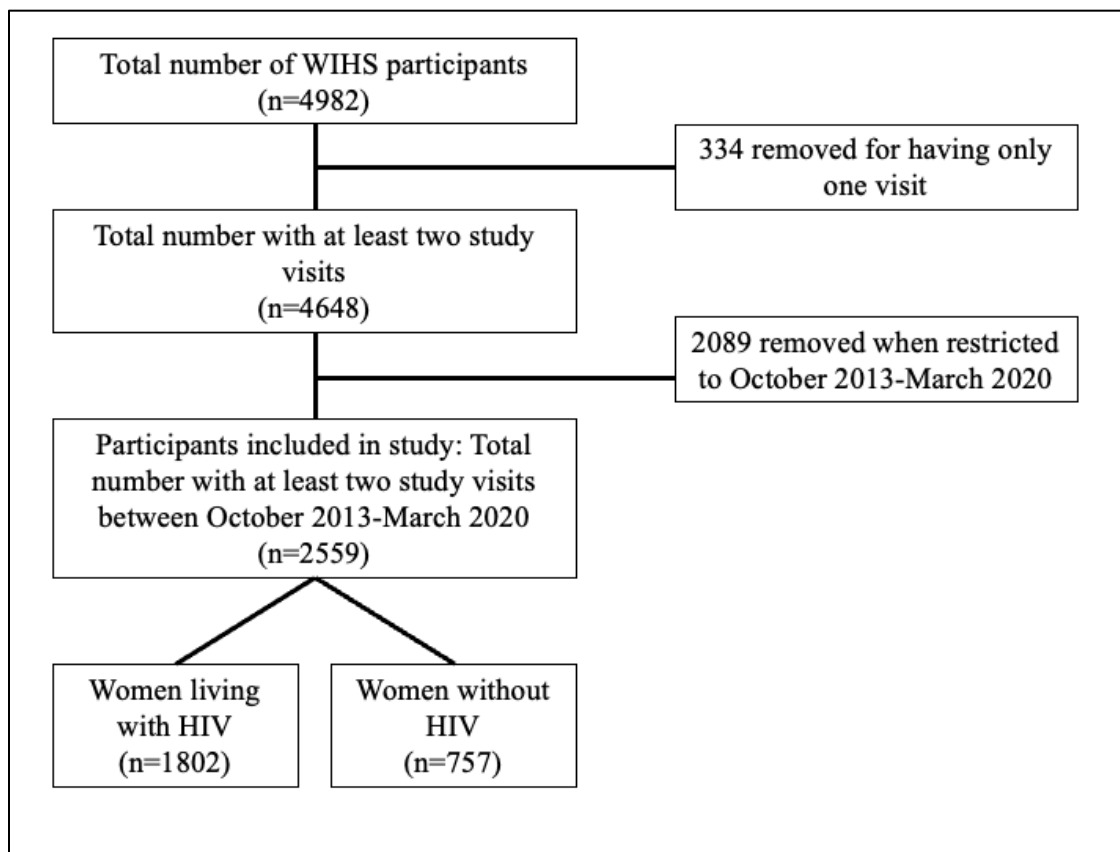 Total number of WIHS participants
(n=4982)
334 removed for having only
one visit
Total number with at least two study
visits
(n=4648)
2089 removed when restricted
to October 2013-March 2020
Participants included in study: Total
number with at least two study visits
between October 2013-March 2020
(n=2559)
Women living
with HIV
(n=1802)
Women without
HIV
(n=757)